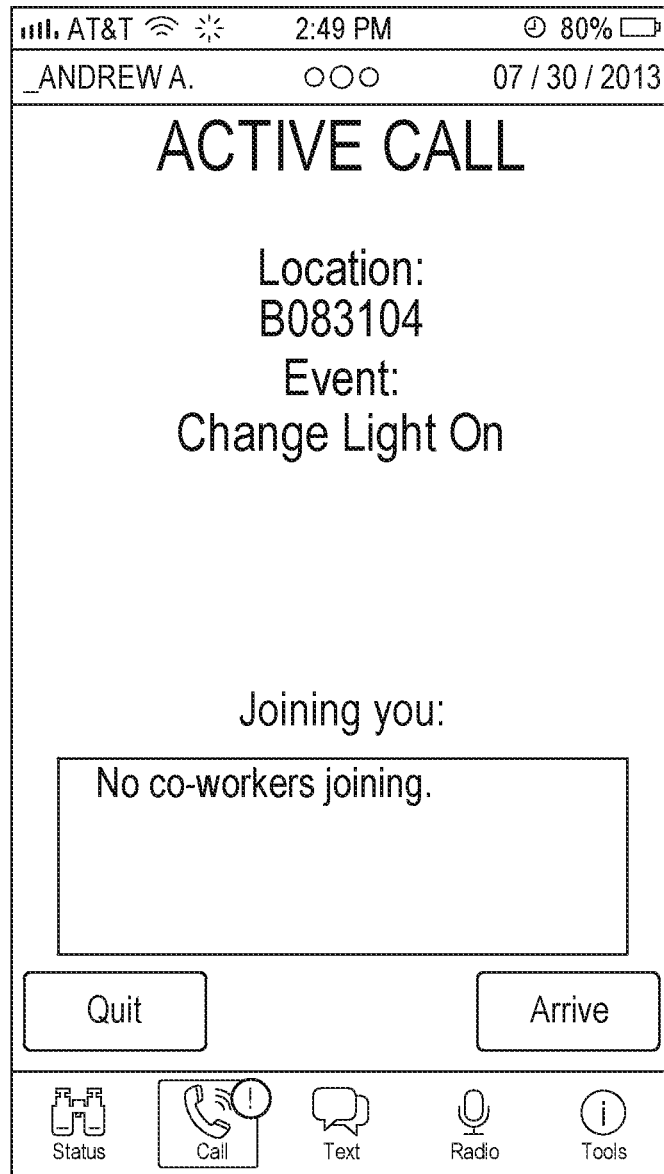 AT&T 2:49 PM 80%
_ANDREW A. 07 / 30 / 2013
ACTIVE CALL
Location:
B083104
Event:
Change Light On
Joining you:
No co-workers joining.
Quit Arrive
Status Call Text Radio Tools